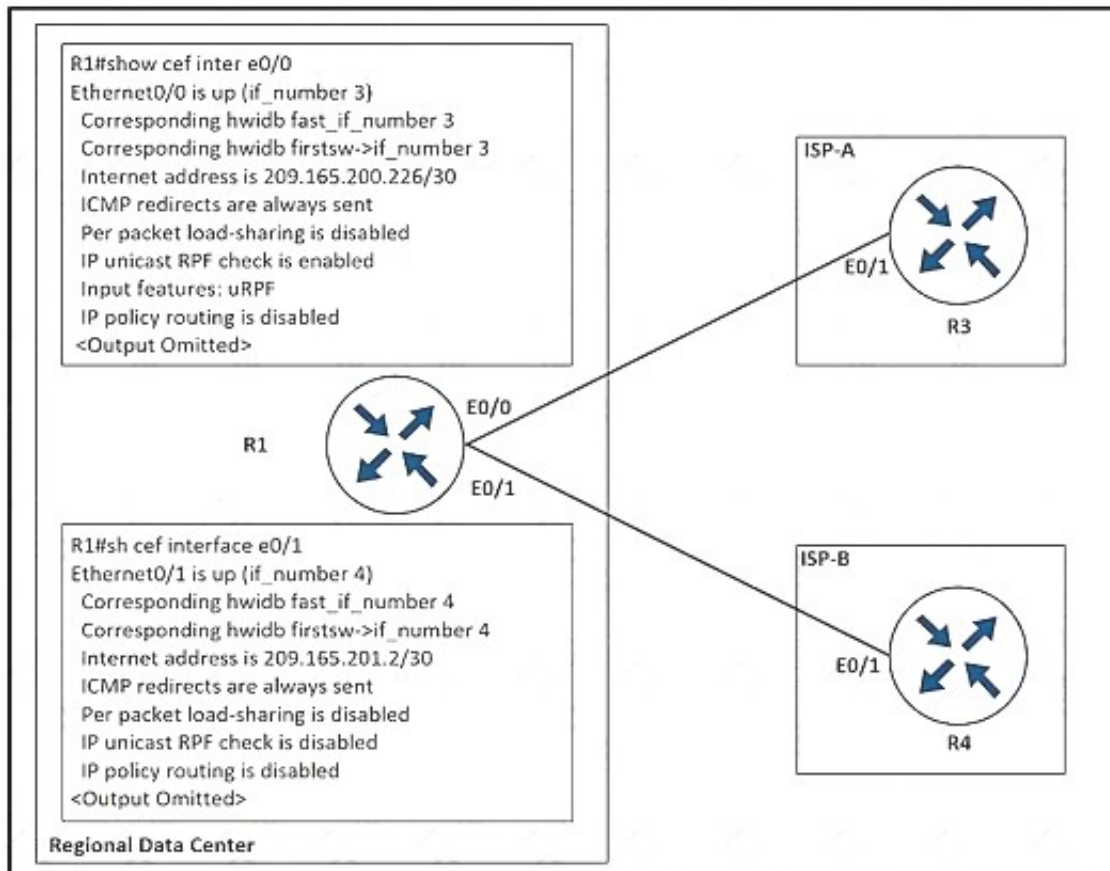 R1#show cef inter e0/0
Ethernet0/0 is up (if_number 3)
Corresponding hwidb fast_if_number 3
Corresponding hwidb firstsw->if_number 3
Internet address is 209.165.200.226/30
ICMP redirects are always sent
Per packet load-sharing is disabled
IP unicast RPF check is enabled
Input features: uRPF
IP policy routing is disabled
<Output Omitted>
ISP-A
E0/1
R3
E0/0
R1
E0/1
R1#sh cef interface e0/1
Ethernet0/1 is up (if_number 4)
Corresponding hwidb fast_if_number 4
Corresponding hwidb firstsw->if_number 4
Internet address is 209.165.201.2/30
ICMP redirects are always sent
Per packet load-sharing is disabled
IP unicast RPF check is disabled
IP policy routing is disabled
<Output Omitted>
ISP-B
E0/1
R4
Regional Data Center